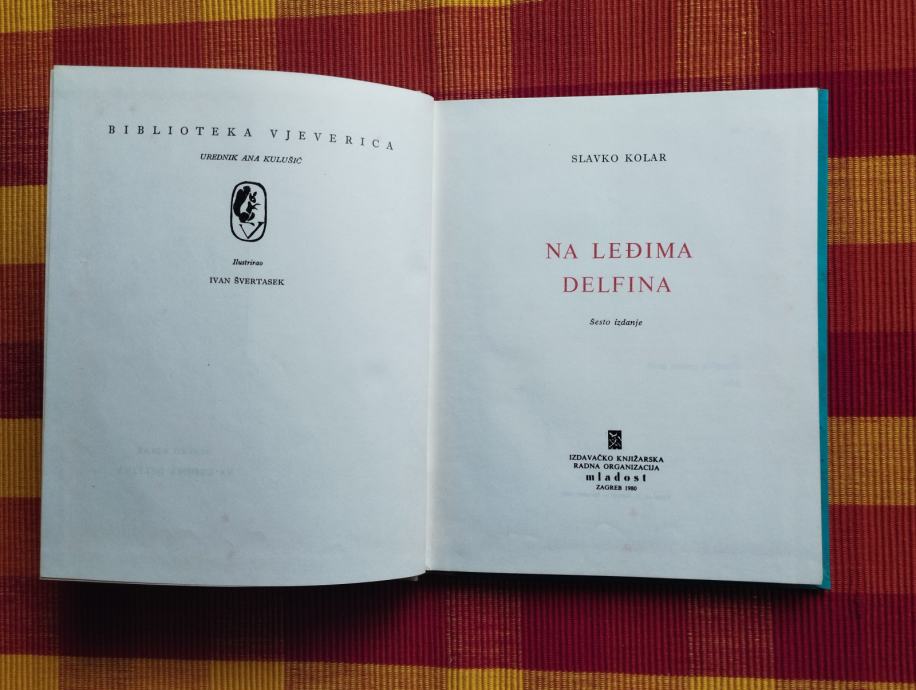 BIBLIOTEKA VJEVERICA
UREDNIK ANA KULUŠIĆ
Ilustrirao
IVAN ŠVERTASEK
SLAVKO KOLAR
NA LEĐIMA
DELFINA
Šesto izdanje
IZDAVAČKO KNJIŽARSKA
RADNA ORGANIZACIJA
mladost
ZAGREB 1980